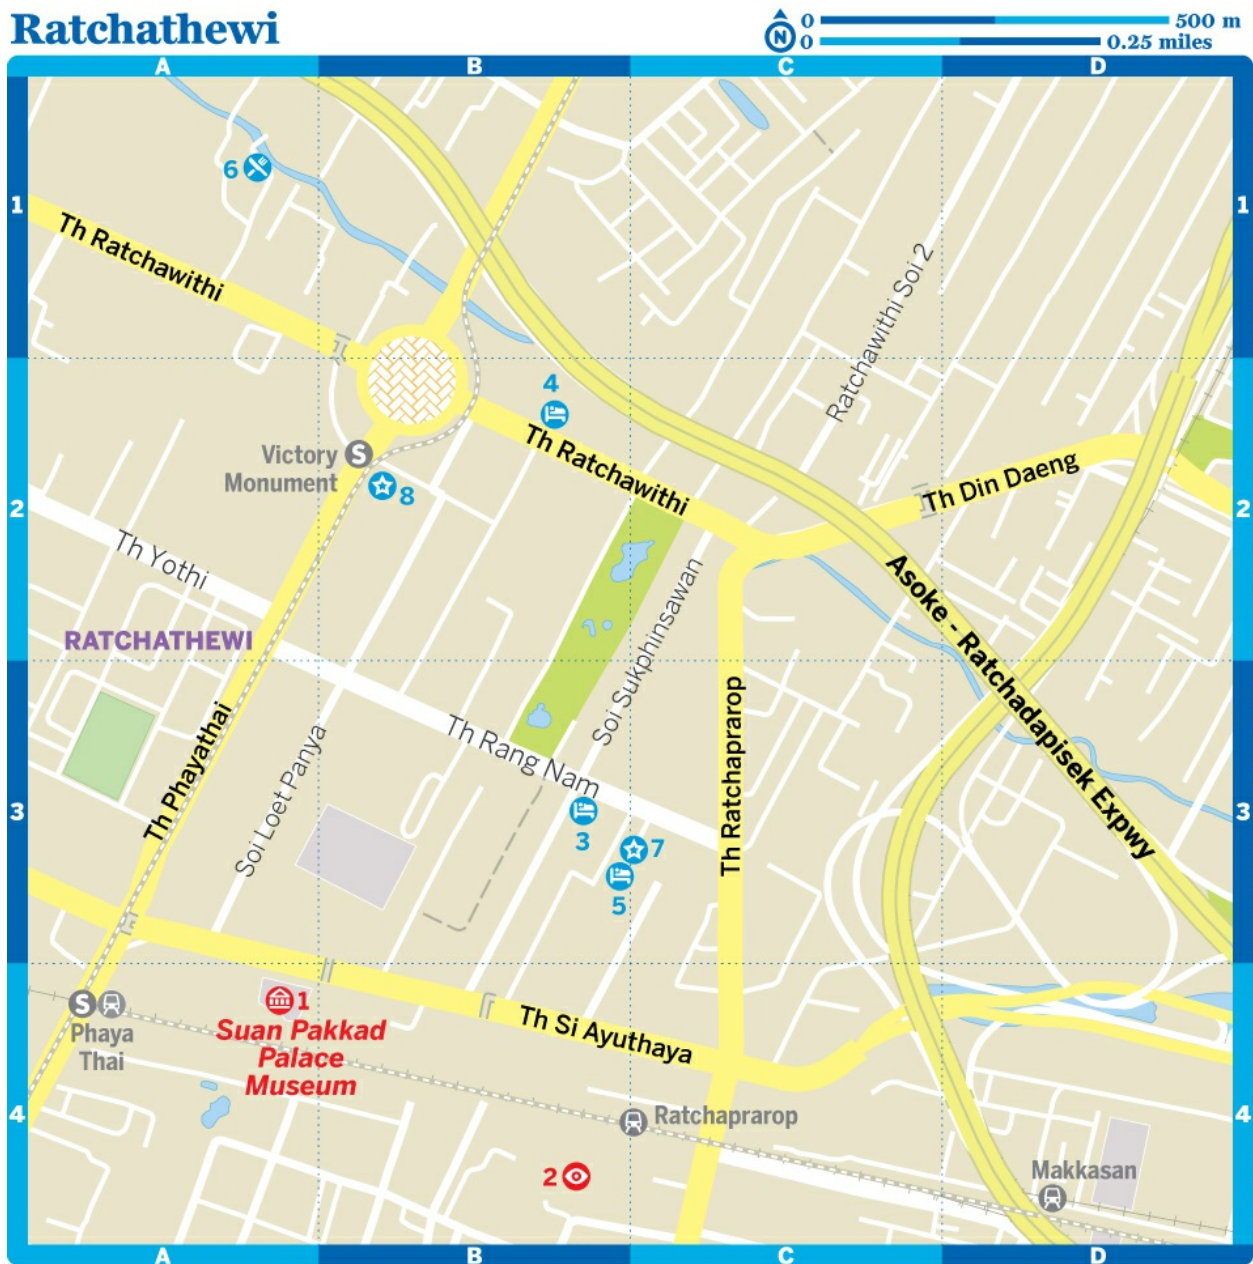 Ratchathewi
N
0 500 m
0 0.25 miles
A B C D
1 1
6
Th Ratchawithi
Ratchawithi Soi 2
4
Th Ratchawithi
Victory
Monument
S
8
Th Din Daeng
2 2
Th Yothi
Asoke - Ratchadapisek Expwy
RATCHATHEWI
Soi Sukphinsawan
Th Phayathai
Soi Loet Panya
Th Rang Nam
Th Ratchaprarop
3 3
3
7
5
S
Phaya
Thai
1
Suan Pakkad
Palace
Museum
Th Si Ayuthaya
Ratchaprarop
4 4
2
Makkasan
A B C D